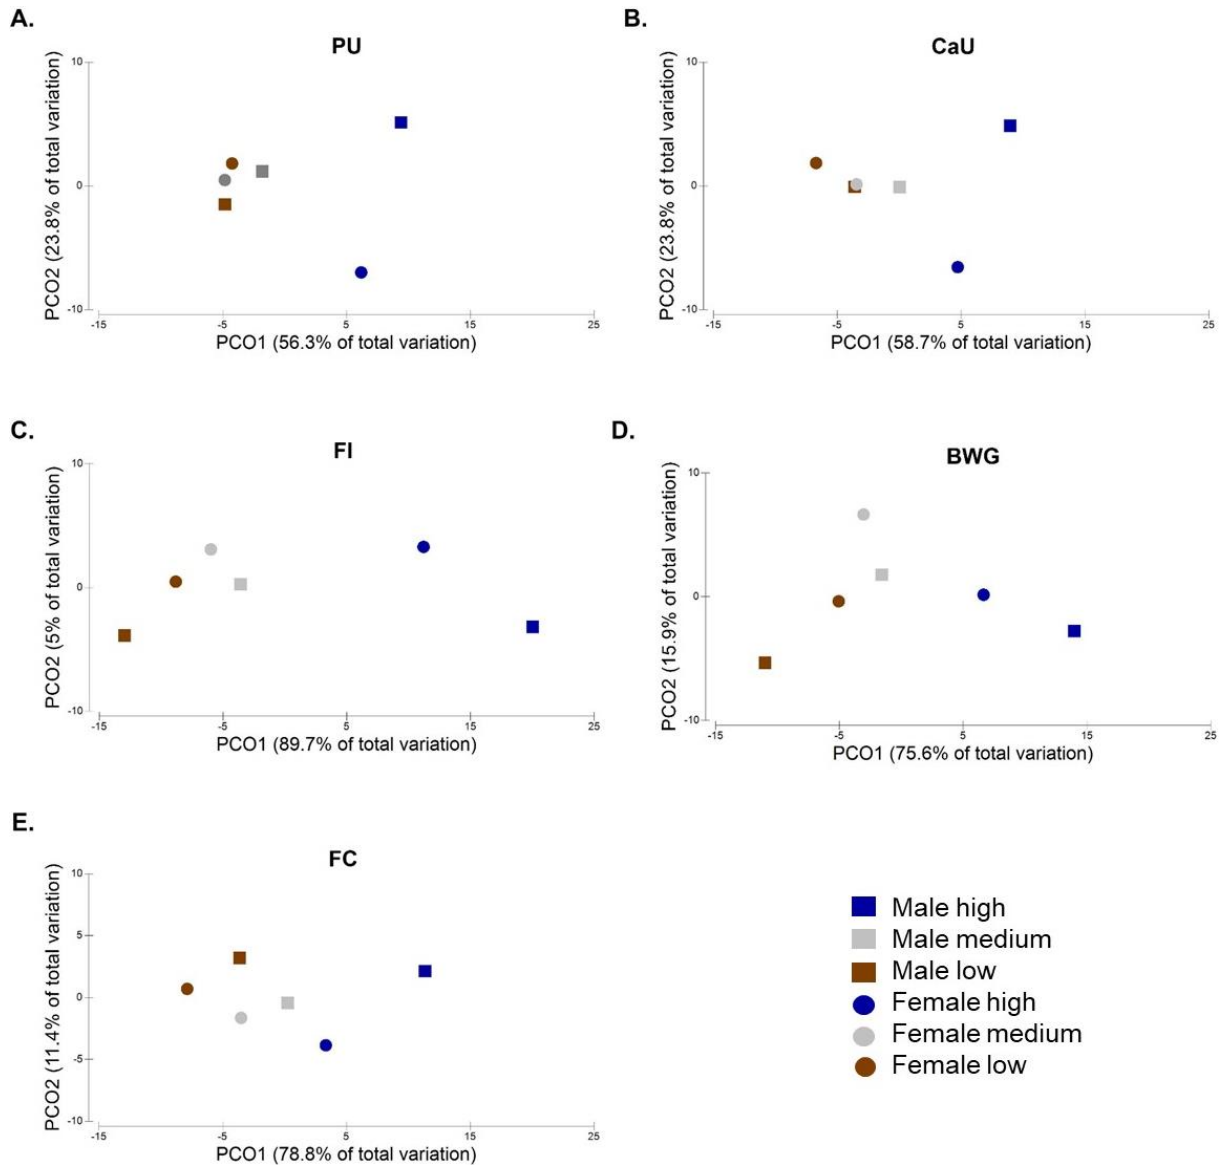 A.
PU
PCO2 (23.8% of total variation)
10
0
-10
-15 -5 5 15 25
PCO1 (56.3% of total variation)
B.
CaU
PCO2 (23.8% of total variation)
10
0
-10
-15 -5 5 15 25
PCO1 (58.7% of total variation)
C.
FI
PCO2 (5% of total variation)
10
0
-10
-15 -5 5 15 25
PCO1 (89.7% of total variation)
D.
BWG
PCO2 (15.9% of total variation)
10
0
-10
-15 -5 5 15 25
PCO1 (75.6% of total variation)
E.
FC
PCO2 (11.4% of total variation)
10
5
0
-5
-10
-15 -5 5 15 25
PCO1 (78.8% of total variation)
Male high
Male medium
Male low
Female high
Female medium
Female low